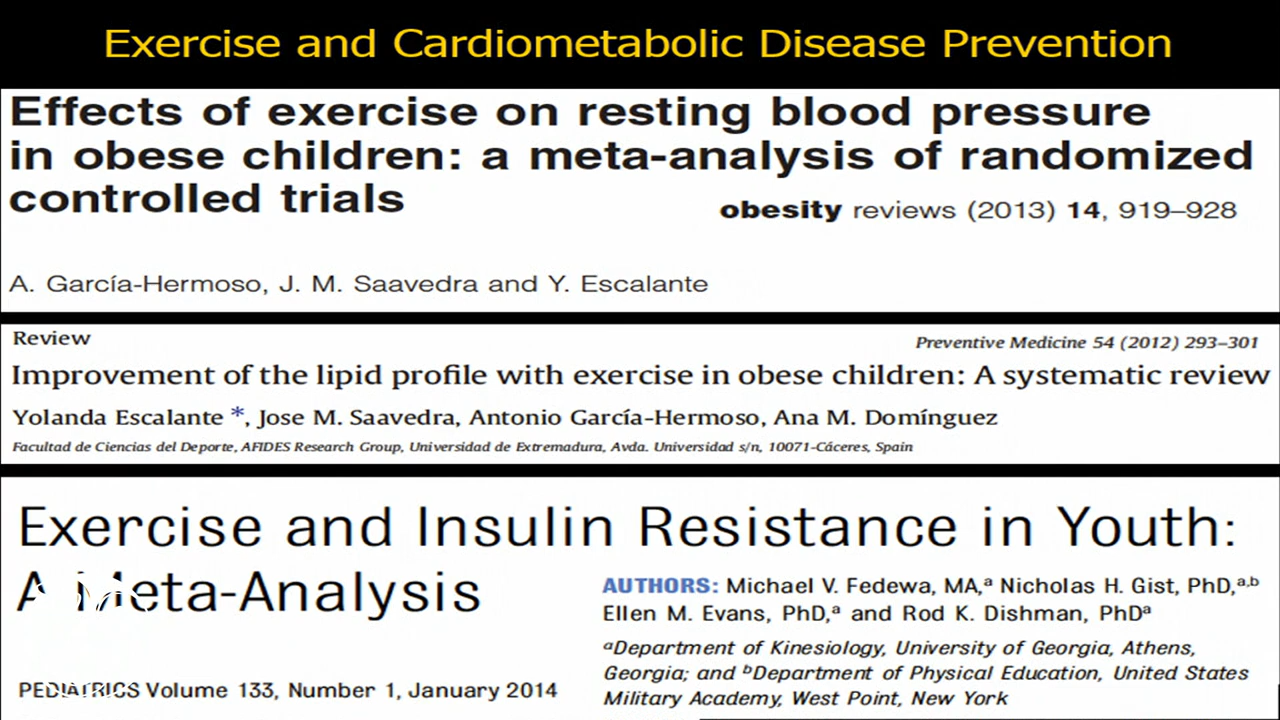 Exercise and Cardiometabolic Disease Prevention
Effects of exercise on resting blood pressure
in obese children: a meta-analysis of randomized
controlled trials
obesity reviews (2013) 14, 919–928
A. García-Hermoso, J. M. Saavedra and Y. Escalante
Review
Preventive Medicine 54 (2012) 293–301
Improvement of the lipid profile with exercise in obese children: A systematic review
Yolanda Escalante *, Jose M. Saavedra, Antonio García-Hermoso, Ana M. Domínguez
Facultad de Ciencias del Deporte, AFIDES Research Group, Universidad de Extremadura, Avda. Universidad s/n, 10071-Cáceres, Spain
Exercise and Insulin Resistance in Youth:
A Meta-Analysis
AUTHORS: Michael V. Fedewa, MA,a Nicholas H. Gist, PhD,a,b
Ellen M. Evans, PhD,a and Rod K. Dishman, PhDa
aDepartment of Kinesiology, University of Georgia, Athens,
Georgia; and bDepartment of Physical Education, United States
Military Academy, West Point, New York
PEDIATRICS Volume 133, Number 1, January 2014